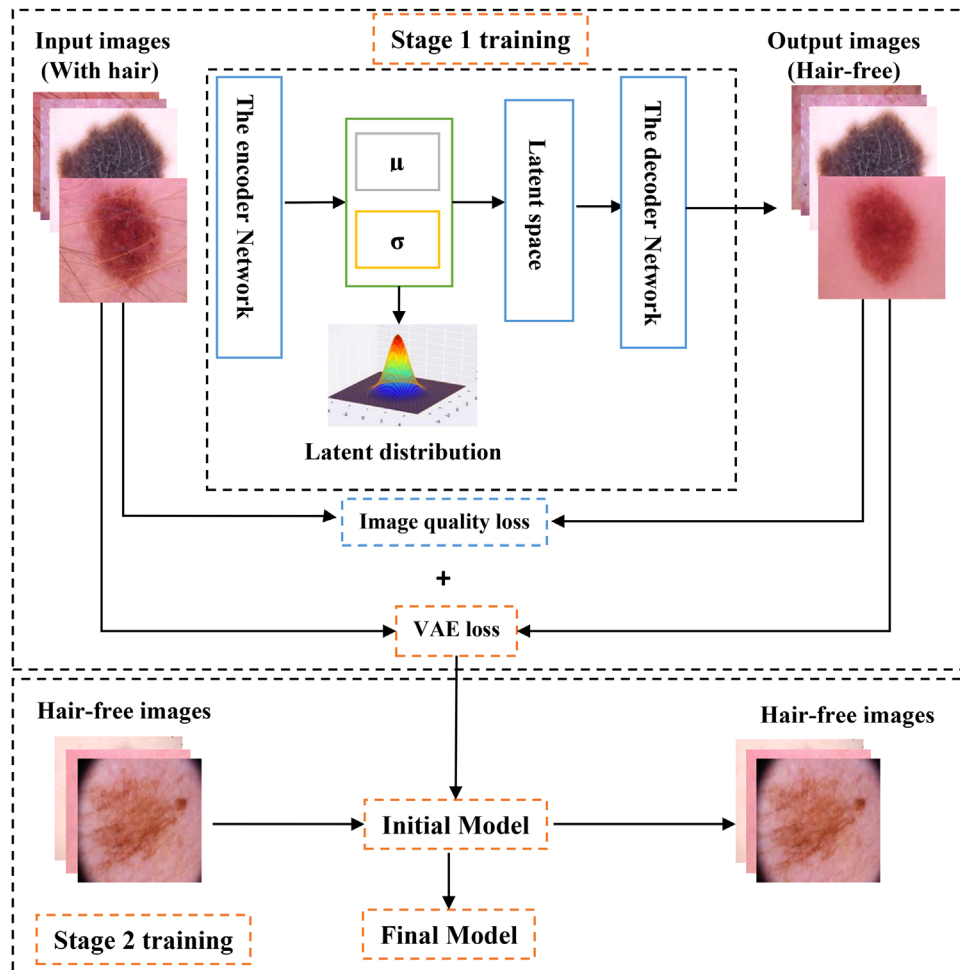 Input images
(With hair)
Stage 1 training
Output images
(Hair-free)
The encoder Network
μ
σ
Latent space
The decoder Network
Latent distribution
Image quality loss
+
VAE loss
Hair-free images
Hair-free images
Initial Model
Final Model
Stage 2 training